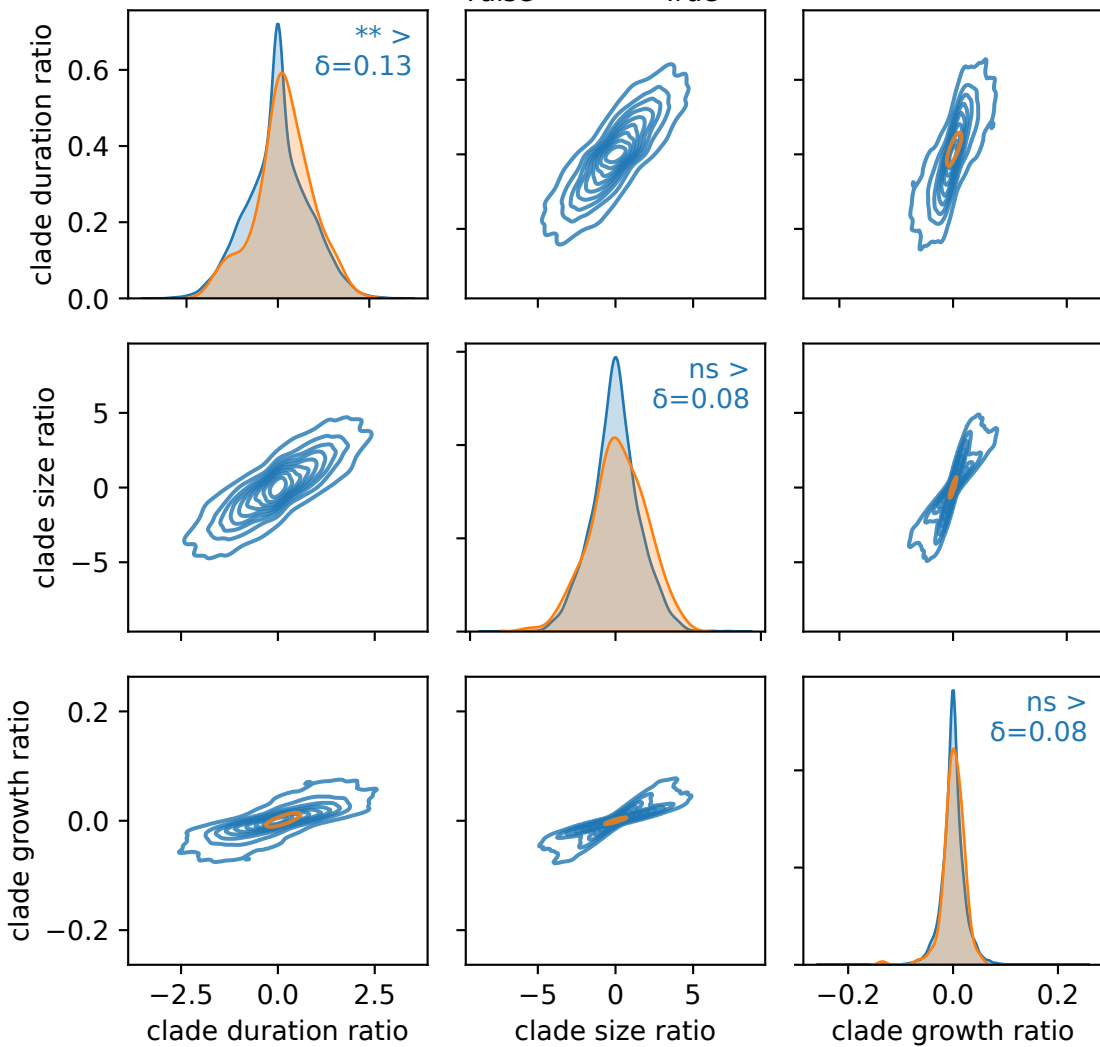 clade duration ratio
0.6
0.4
0.2
0.0
** >
δ=0.13
clade size ratio
5
0
−5
ns >
δ=0.08
clade growth ratio
0.2
0.0
−0.2
ns >
δ=0.08
−2.5 0.0 2.5
−5 0 5
−0.2 0.0 0.2
clade duration ratio
clade size ratio
clade growth ratio